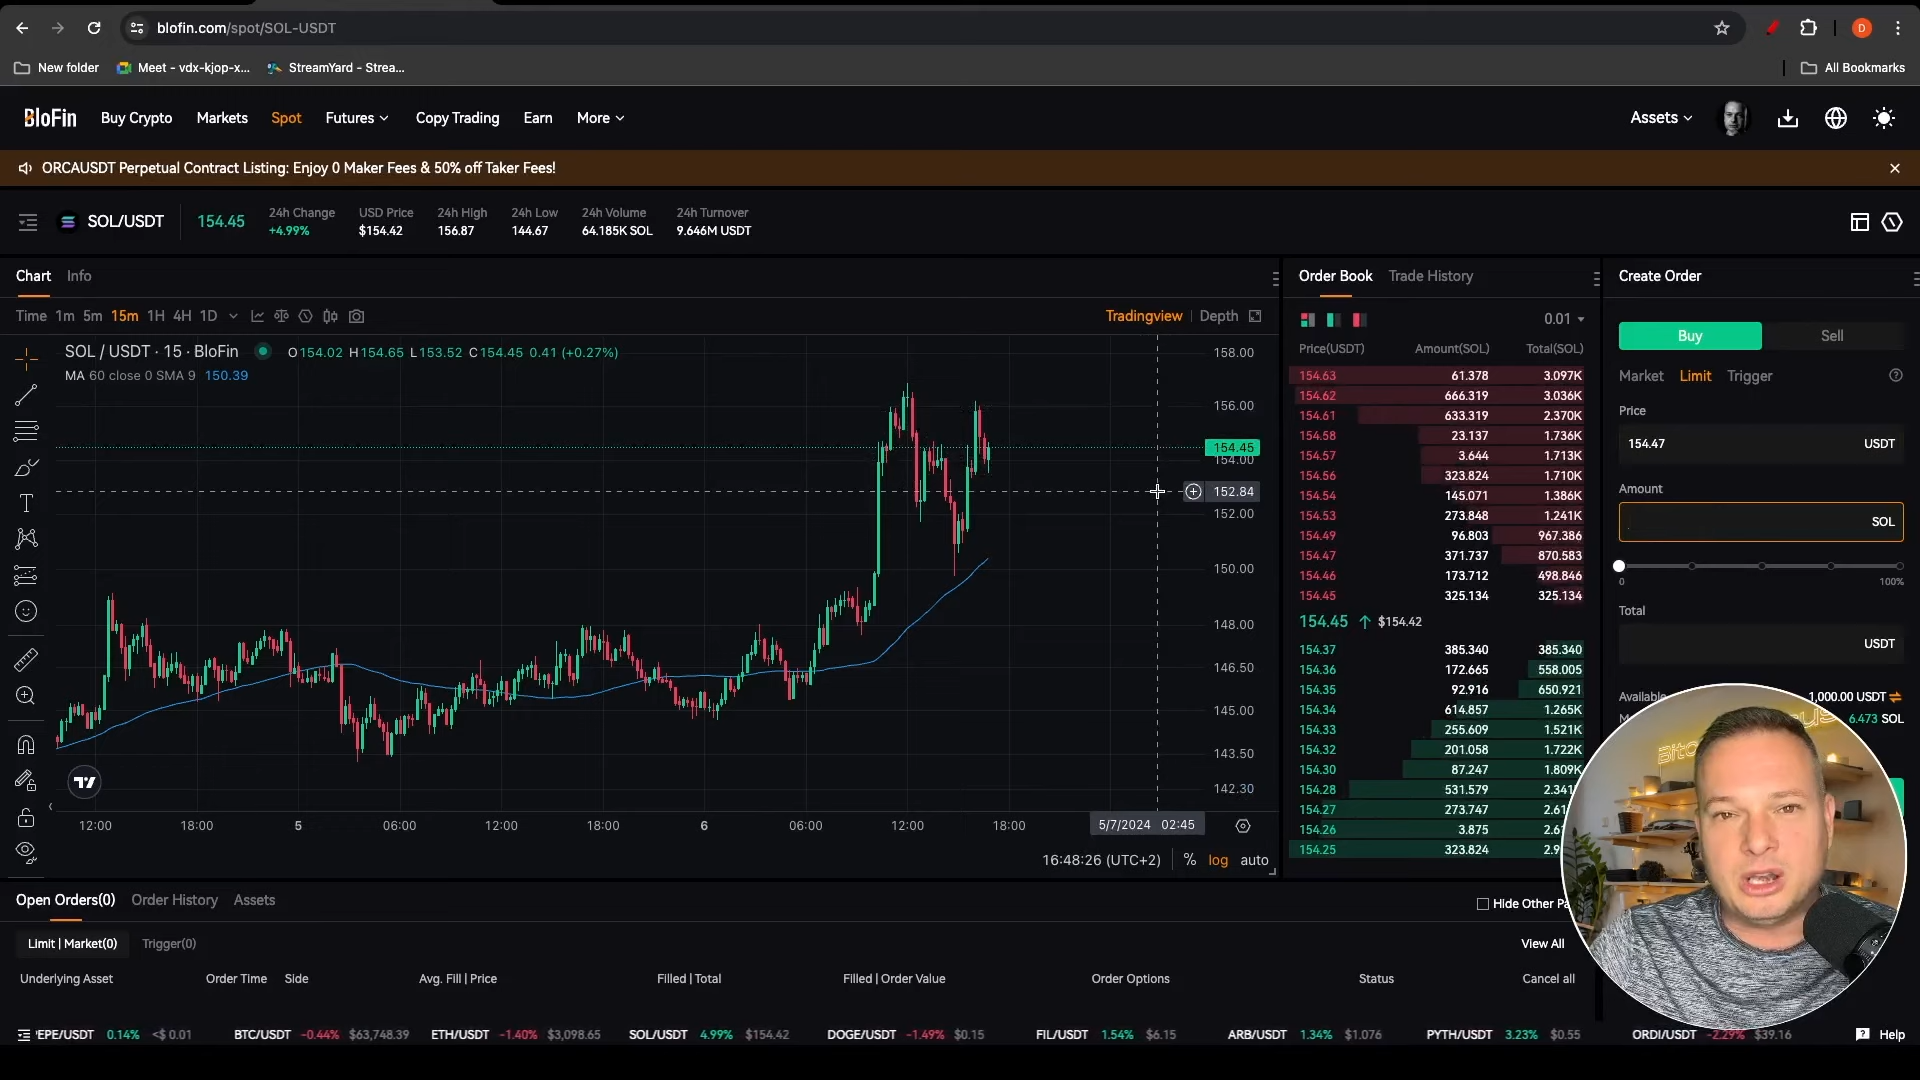 blofin.com/spot/SOL-USDT
D
New folder
Meet - vdx-kjop-x...
StreamYard - Strea...
All Bookmarks
BloFin
Buy Crypto
Markets
Spot
Futures
Copy Trading
Earn
More
Assets
ORCAUSDT Perpetual Contract Listing: Enjoy 0 Maker Fees & 50% off Taker Fees!
SOL/USDT
154.45
24h Change
USD Price
24h High
24h Low
24h Volume
24h Turnover
+4.99%
$154.42
156.87
144.67
64.185K SOL
9.646M USDT
Chart
Info
Order Book
Trade History
Create Order
Time 1m 5m 15m 1H 4H 1D
Tradingview
Depth
0.01
Buy
Sell
SOL / USDT · 15 · BloFin
O154.02 H154.65 L153.52 C154.45 0.41 (+0.27%)
MA 60 close 0 SMA 9 150.39
158.00
156.00
154.45
154.00
152.84
152.00
150.00
148.00
146.50
145.00
143.50
142.30
12:00
18:00
5
06:00
12:00
18:00
6
06:00
12:00
18:00
5/7/2024 02:45
16:48:26 (UTC+2)
%
log
auto
Price(USDT) Amount(SOL) Total(SOL)
154.63 61.378 3.097K
154.62 666.319 3.036K
154.61 633.319 2.370K
154.58 23.137 1.736K
154.57 3.644 1.713K
154.56 323.824 1.710K
154.54 145.071 1.386K
154.53 273.848 1.241K
154.49 96.803 967.386
154.47 371.737 870.583
154.46 173.712 498.846
154.45 325.134 325.134
154.45 ↑ $154.42
154.37 385.340 385.340
154.36 172.665 558.005
154.35 92.916 650.921
154.34 614.857 1.265K
154.33 255.609 1.521K
154.32 201.058 1.722K
154.30 87.247 1.809K
154.28 531.579 2.341
154.27 273.747 2.61
154.26 3.875 2.6
154.25 323.824 2.9
Market
Limit
Trigger
Price
154.47 USDT
Amount
SOL
0
100%
Total
USDT
Available
1,000.00 USDT
6.473 SOL
Open Orders(0)
Order History
Assets
Hide Other Pa
Limit | Market(0)
Trigger(0)
View All
Underlying Asset
Order Time
Side
Avg. Fill | Price
Filled | Total
Filled | Order Value
Order Options
Status
Cancel all
PEPE/USDT 0.14% <$ 0.01
BTC/USDT -0.44% $63,748.39
ETH/USDT -1.40% $3,098.65
SOL/USDT 4.99% $154.42
DOGE/USDT -1.49% $0.15
FIL/USDT 1.54% $6.15
ARB/USDT 1.34% $1.076
PYTH/USDT 3.23% $0.55
ORDI/USDT -2.29% $39.16
Help